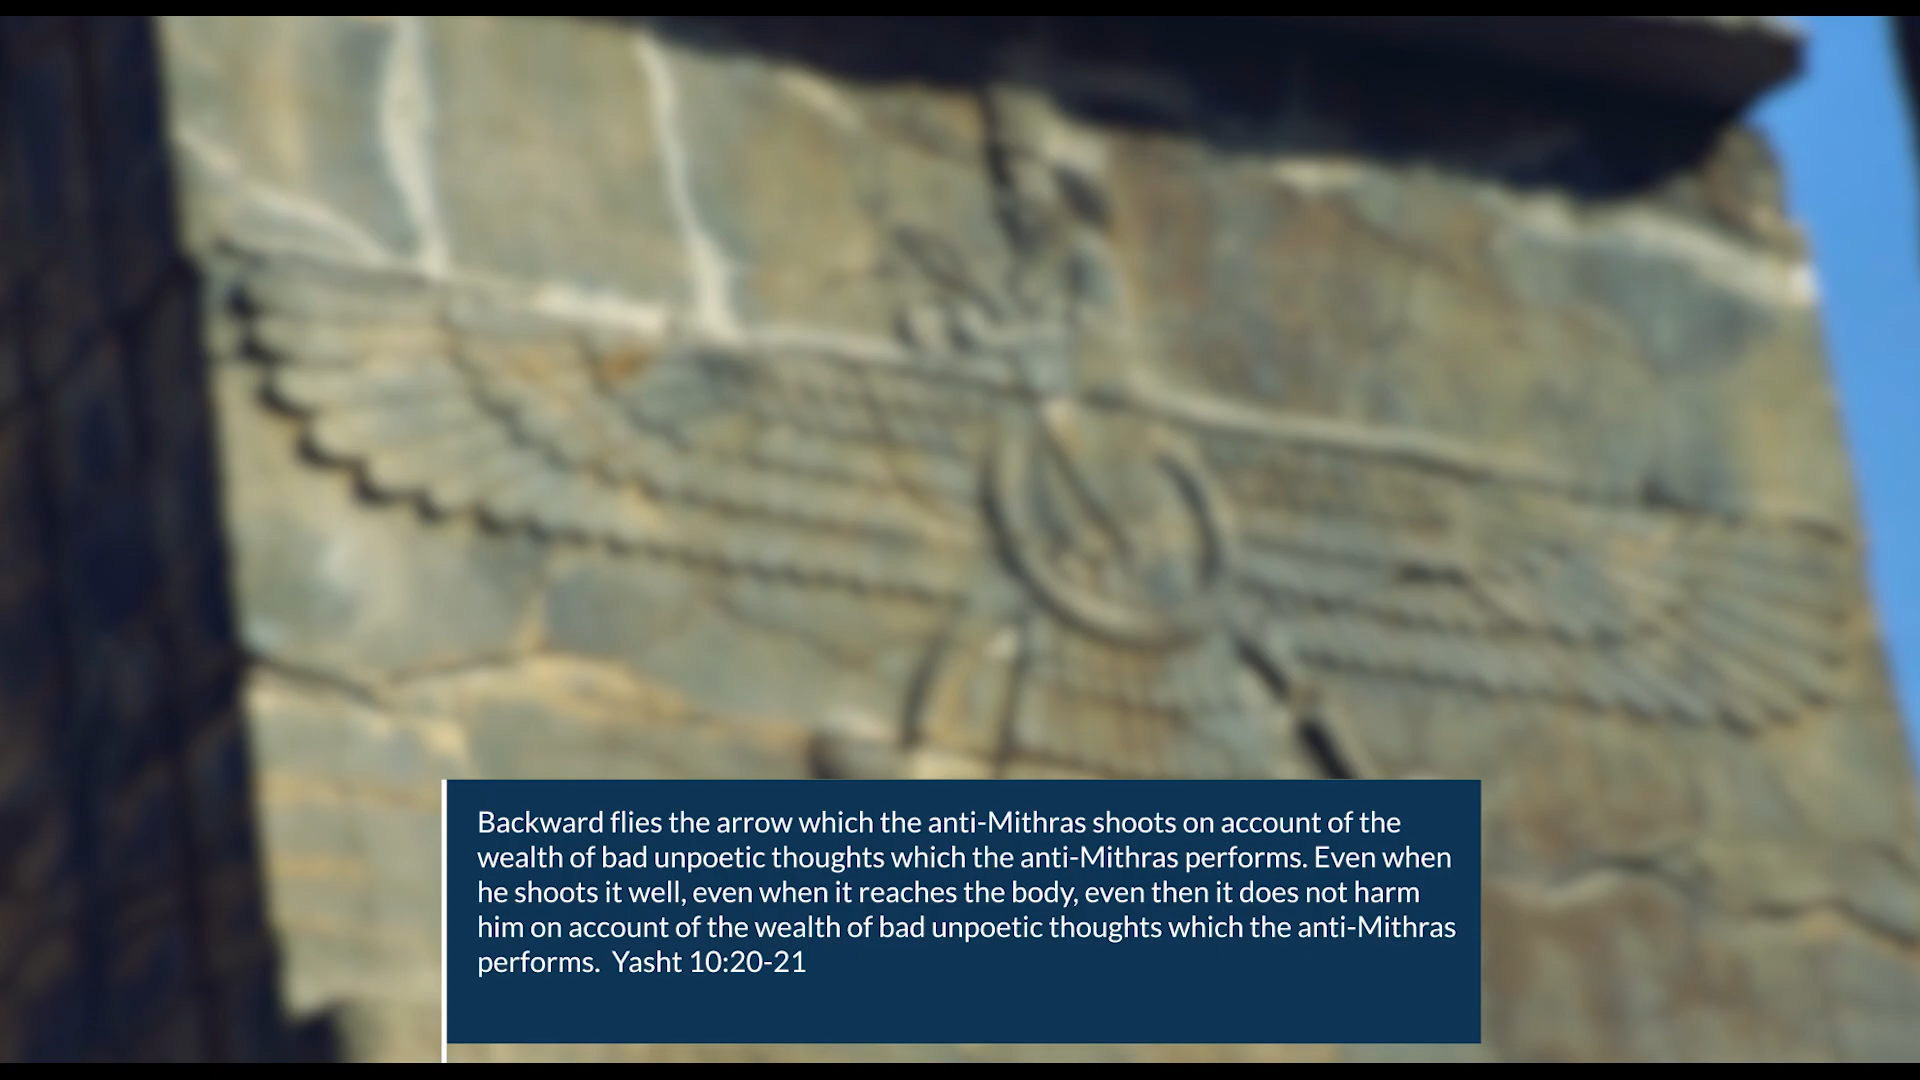 Backward flies the arrow which the anti-Mithras shoots on account of the
wealth of bad unpoetic thoughts which the anti-Mithras performs. Even when
he shoots it well, even when it reaches the body, even then it does not harm
him on account of the wealth of bad unpoetic thoughts which the anti-Mithras
performs.  Yasht 10:20-21